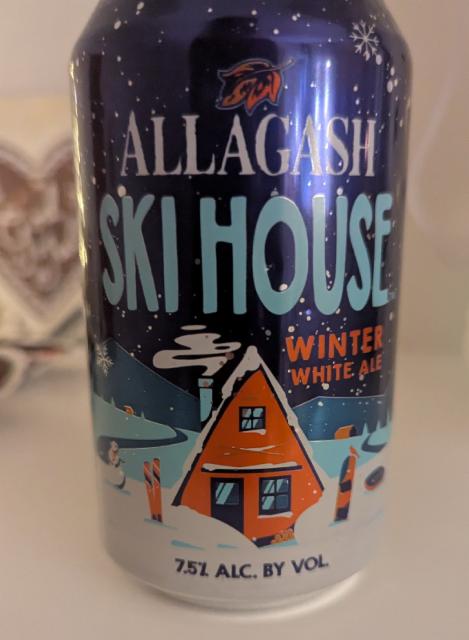 ALLAGASH
SKI HOUSE
WINTER
WHITE ALE
7.5% ALC. BY VOL.